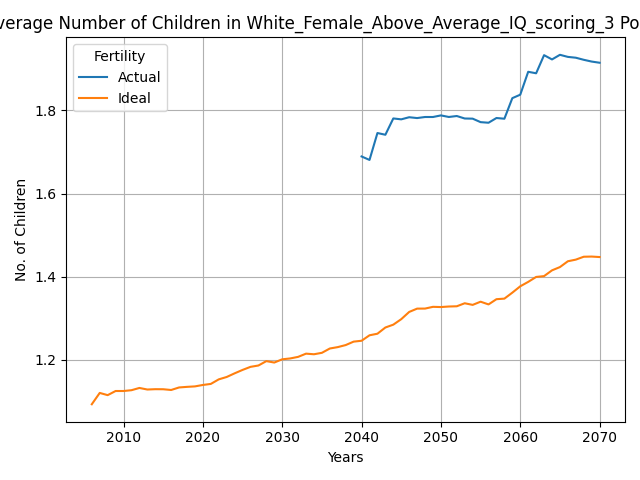 verage Number of Children in White_Female_Above_Average_IQ_scoring_3 Po
Fertility
Actual
Ideal
No. of Children
1.8
1.6
1.4
1.2
2010 2020 2030 2040 2050 2060 2070
Years